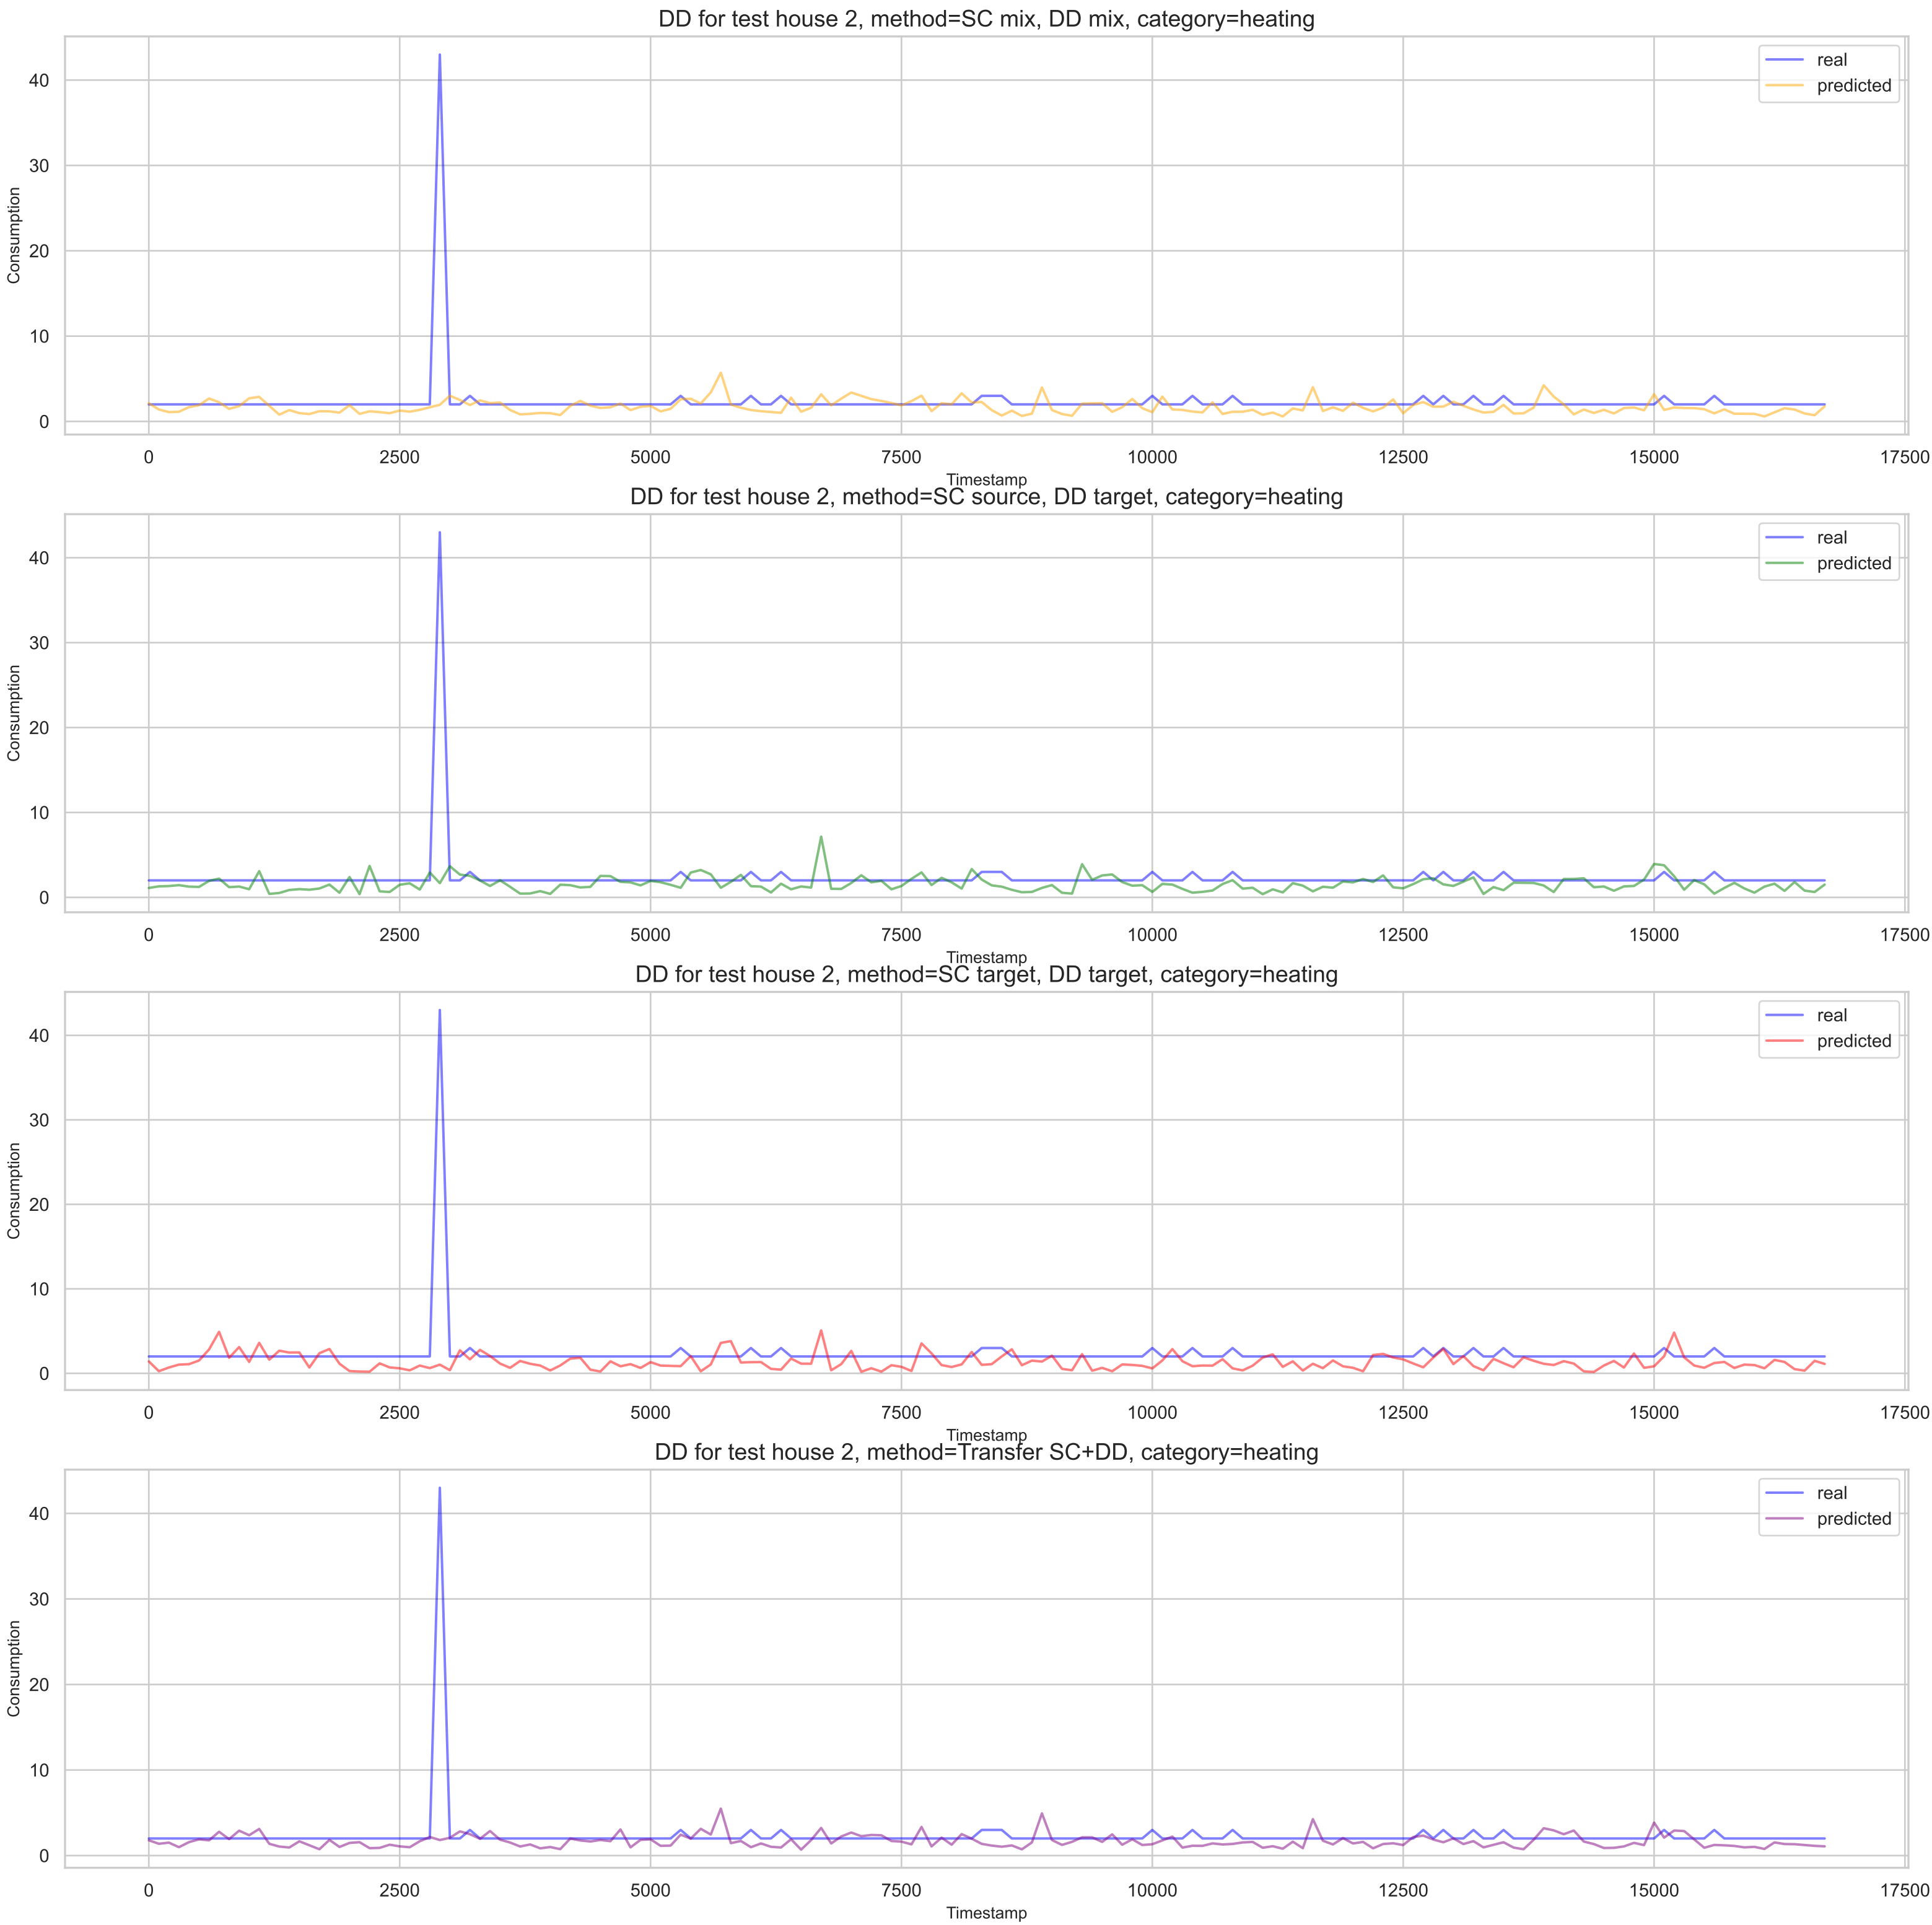 DD for test house 2, method=SC mix, DD mix, category=heating
real
predicted
40
30
20
10
0
Consumption
0 2500 5000 7500 10000 12500 15000 17500
Timestamp
DD for test house 2, method=SC source, DD target, category=heating
real
predicted
40
30
20
10
0
Consumption
0 2500 5000 7500 10000 12500 15000 17500
Timestamp
DD for test house 2, method=SC target, DD target, category=heating
real
predicted
40
30
20
10
0
Consumption
0 2500 5000 7500 10000 12500 15000 17500
Timestamp
DD for test house 2, method=Transfer SC+DD, category=heating
real
predicted
40
30
20
10
0
Consumption
0 2500 5000 7500 10000 12500 15000 17500
Timestamp